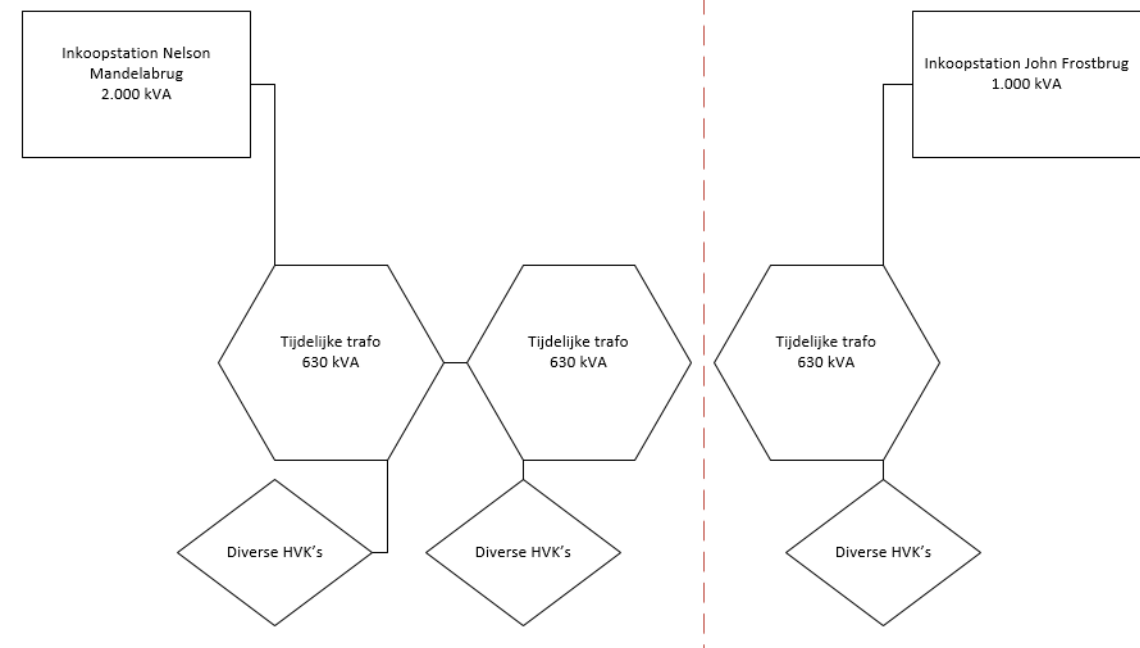 Inkoopstation Nelson
Mandelabrug
2.000 kVA
Inkoopstation John Frostbrug
1.000 kVA
Tijdelijke trafo
630 kVA
Tijdelijke trafo
630 kVA
Tijdelijke trafo
630 kVA
Diverse HVK’s
Diverse HVK’s
Diverse HVK’s